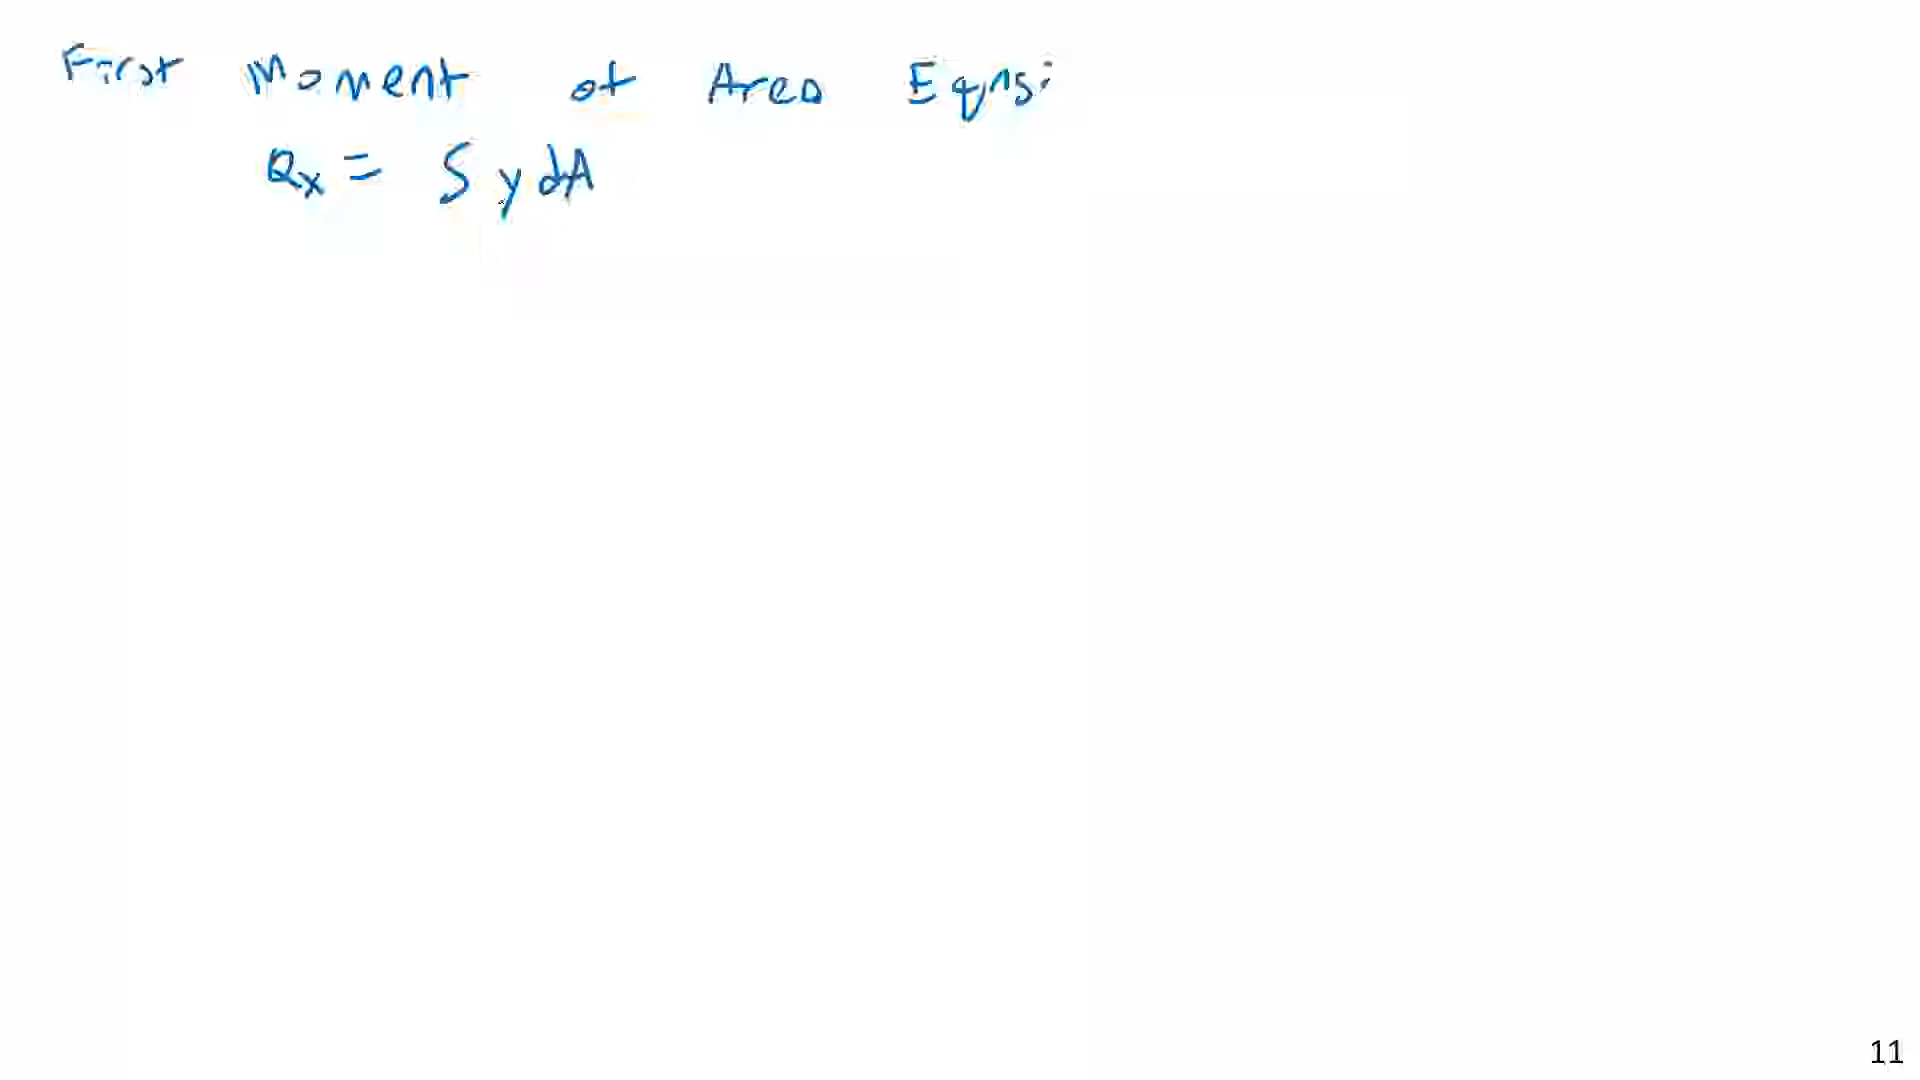 First Moment of Area Eqns:
Qx = ∫ y dA
11